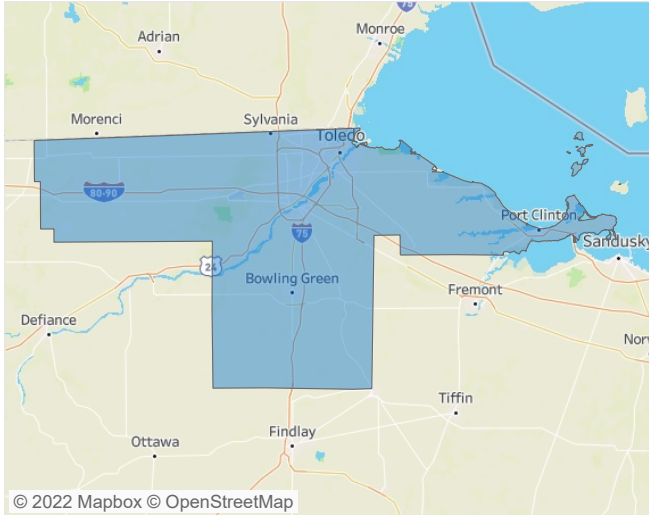 75
Adrian
Monroe
Morenci
Sylvania
Toledo
80-90
Port Clinton
75
Sandusky
24
Bowling Green
Fremont
Defiance
Norw
Tiffin
Findlay
Ottawa
© 2022 Mapbox © OpenStreetMap